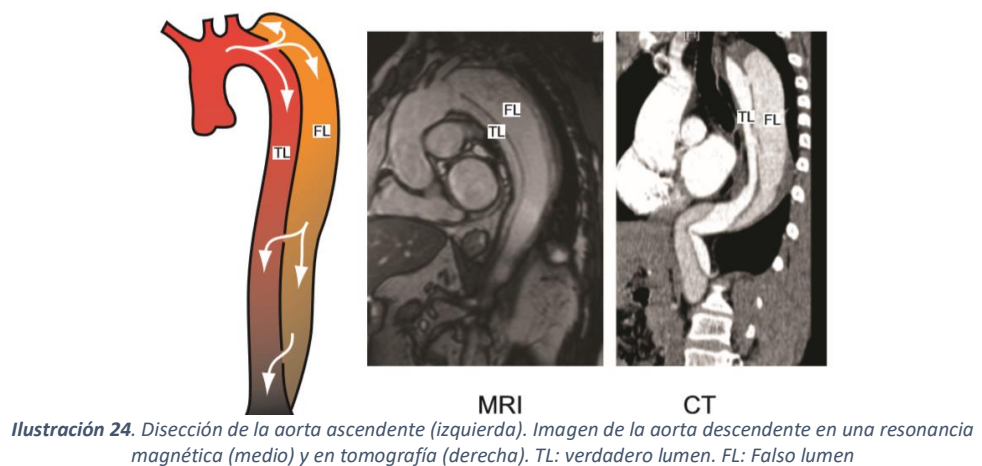 TL
FL
FL
TL
TL
FL
MRI
CT
Ilustración 24. Disección de la aorta ascendente (izquierda). Imagen de la aorta descendente en una resonancia
magnética (medio) y en tomografía (derecha). TL: verdadero lumen. FL: Falso lumen